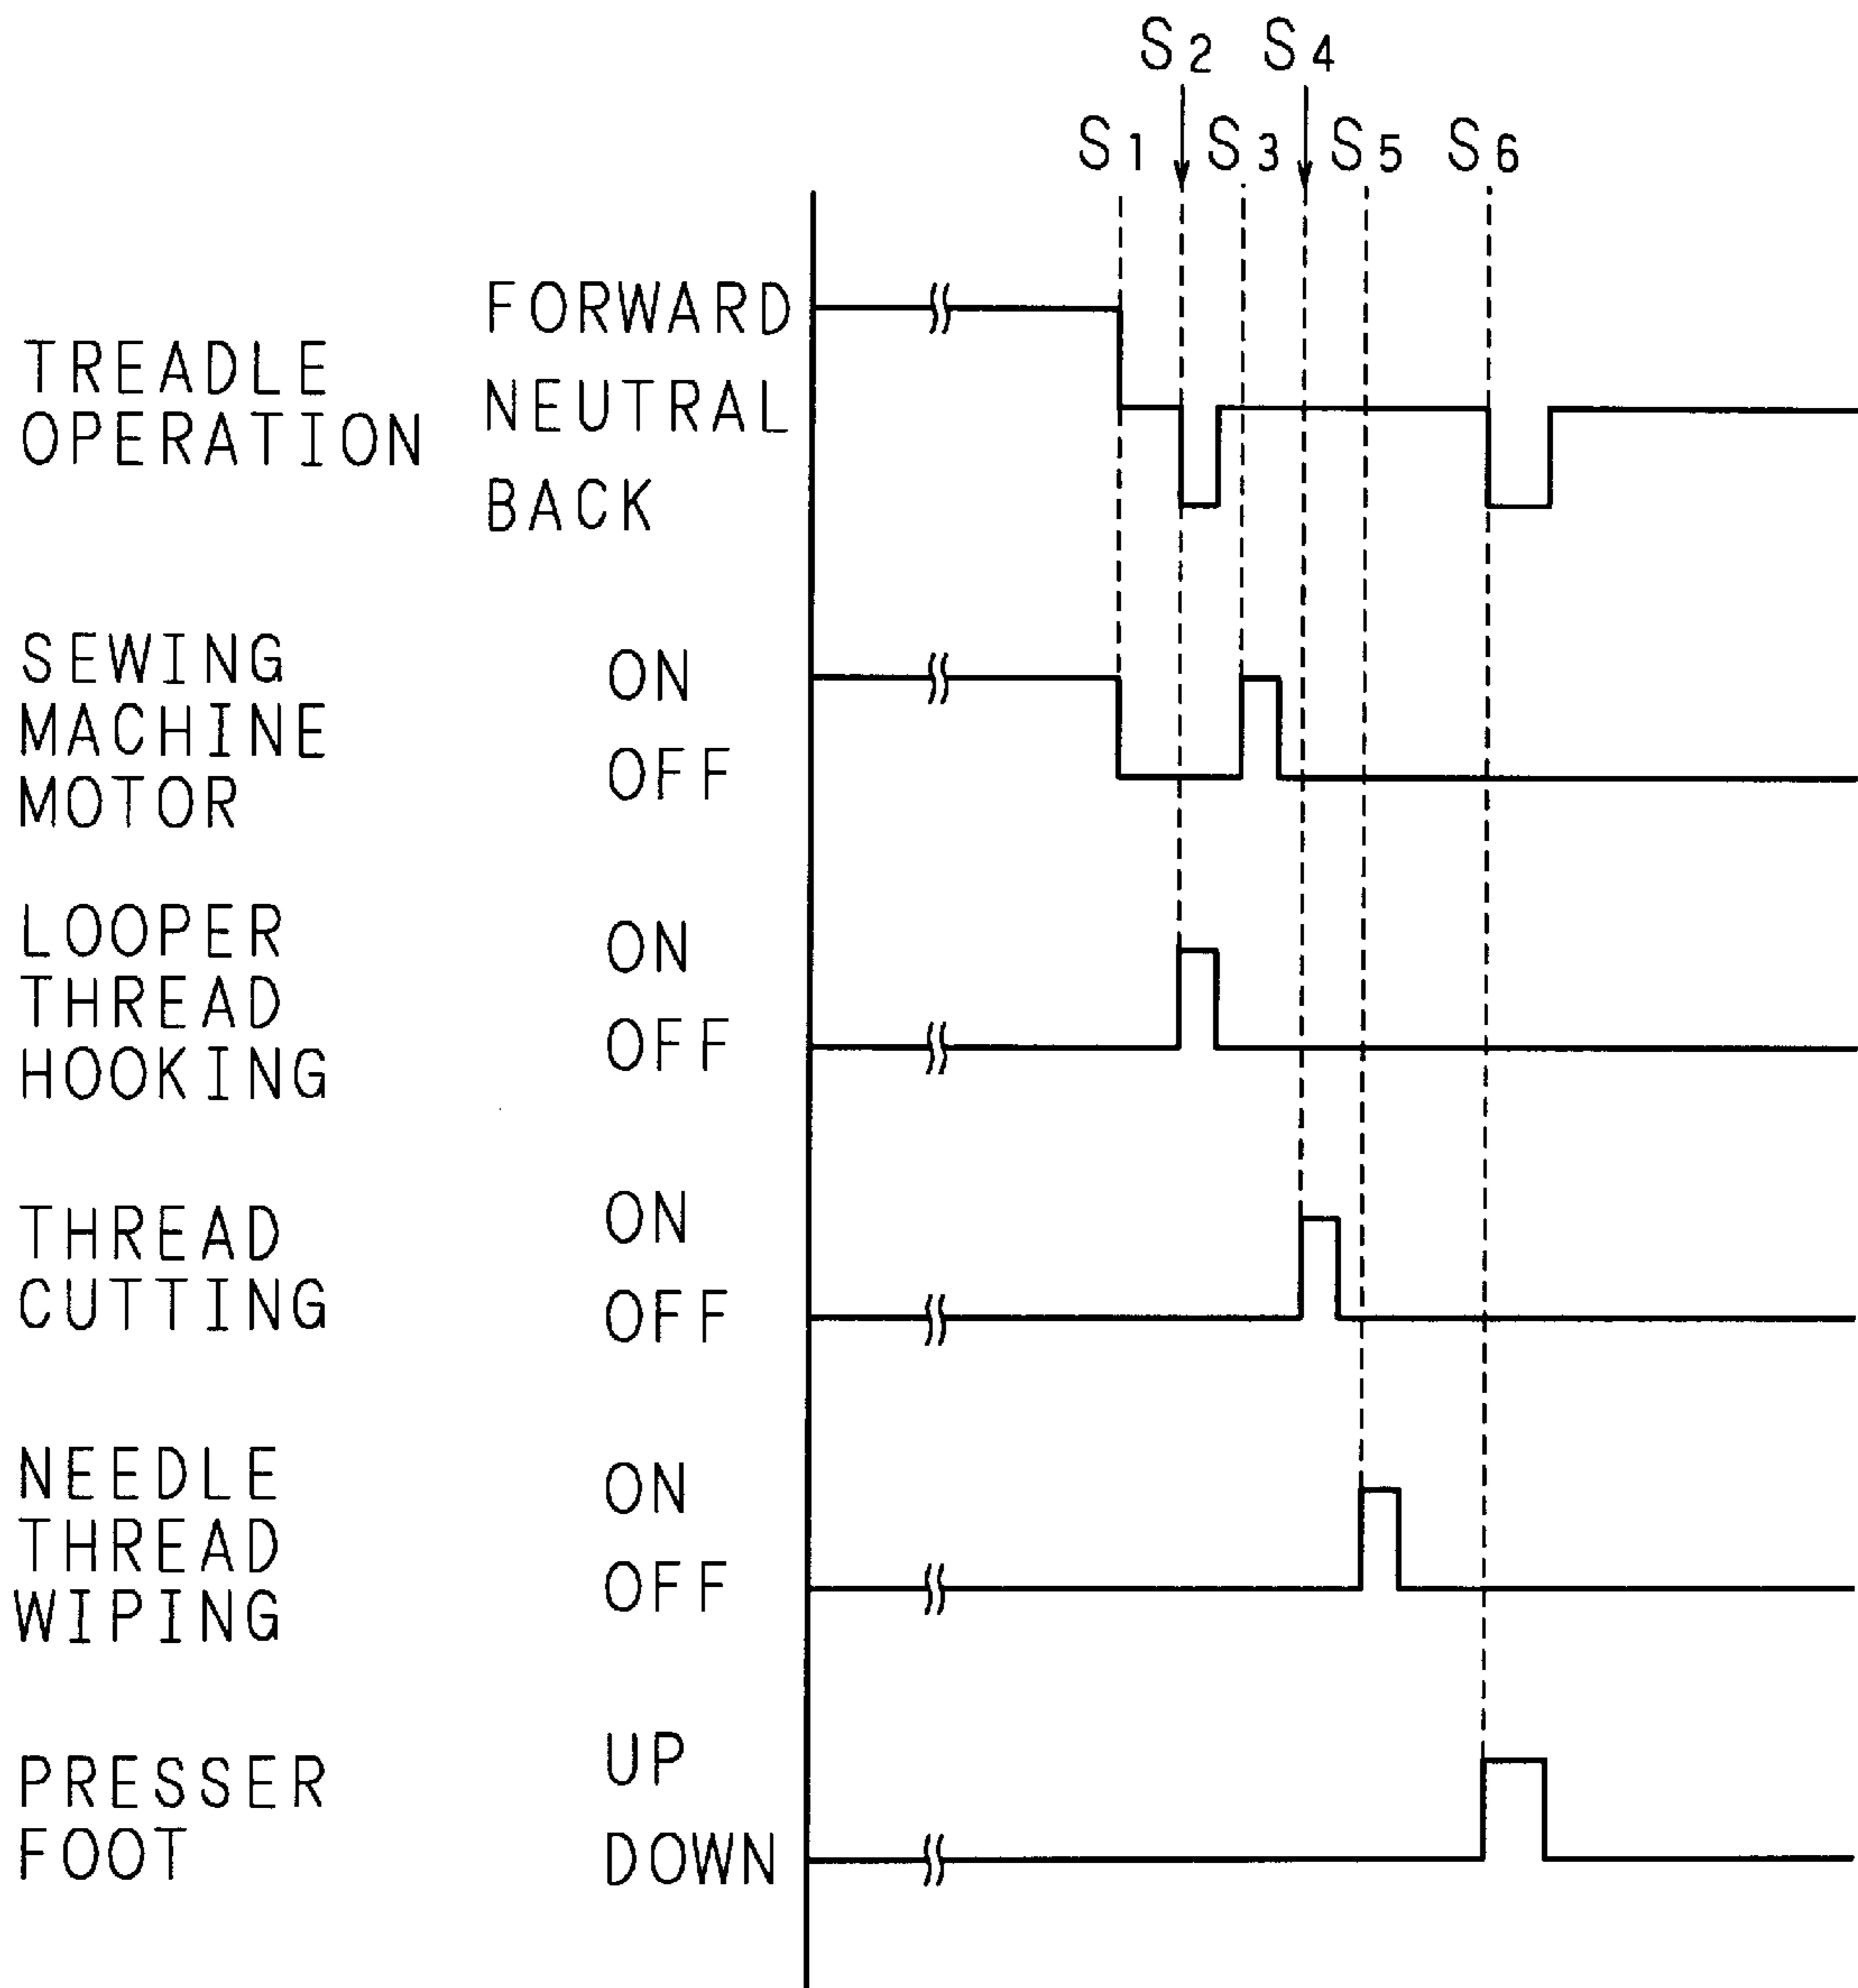 S2 S4
S1 S3 S5 S6
TREADLE
OPERATION
FORWARD
NEUTRAL
BACK
SEWING
MACHINE
MOTOR
ON
OFF
LOOPER
THREAD
HOOKING
ON
OFF
THREAD
CUTTING
ON
OFF
NEEDLE
THREAD
WIPING
ON
OFF
PRESSER
FOOT
UP
DOWN